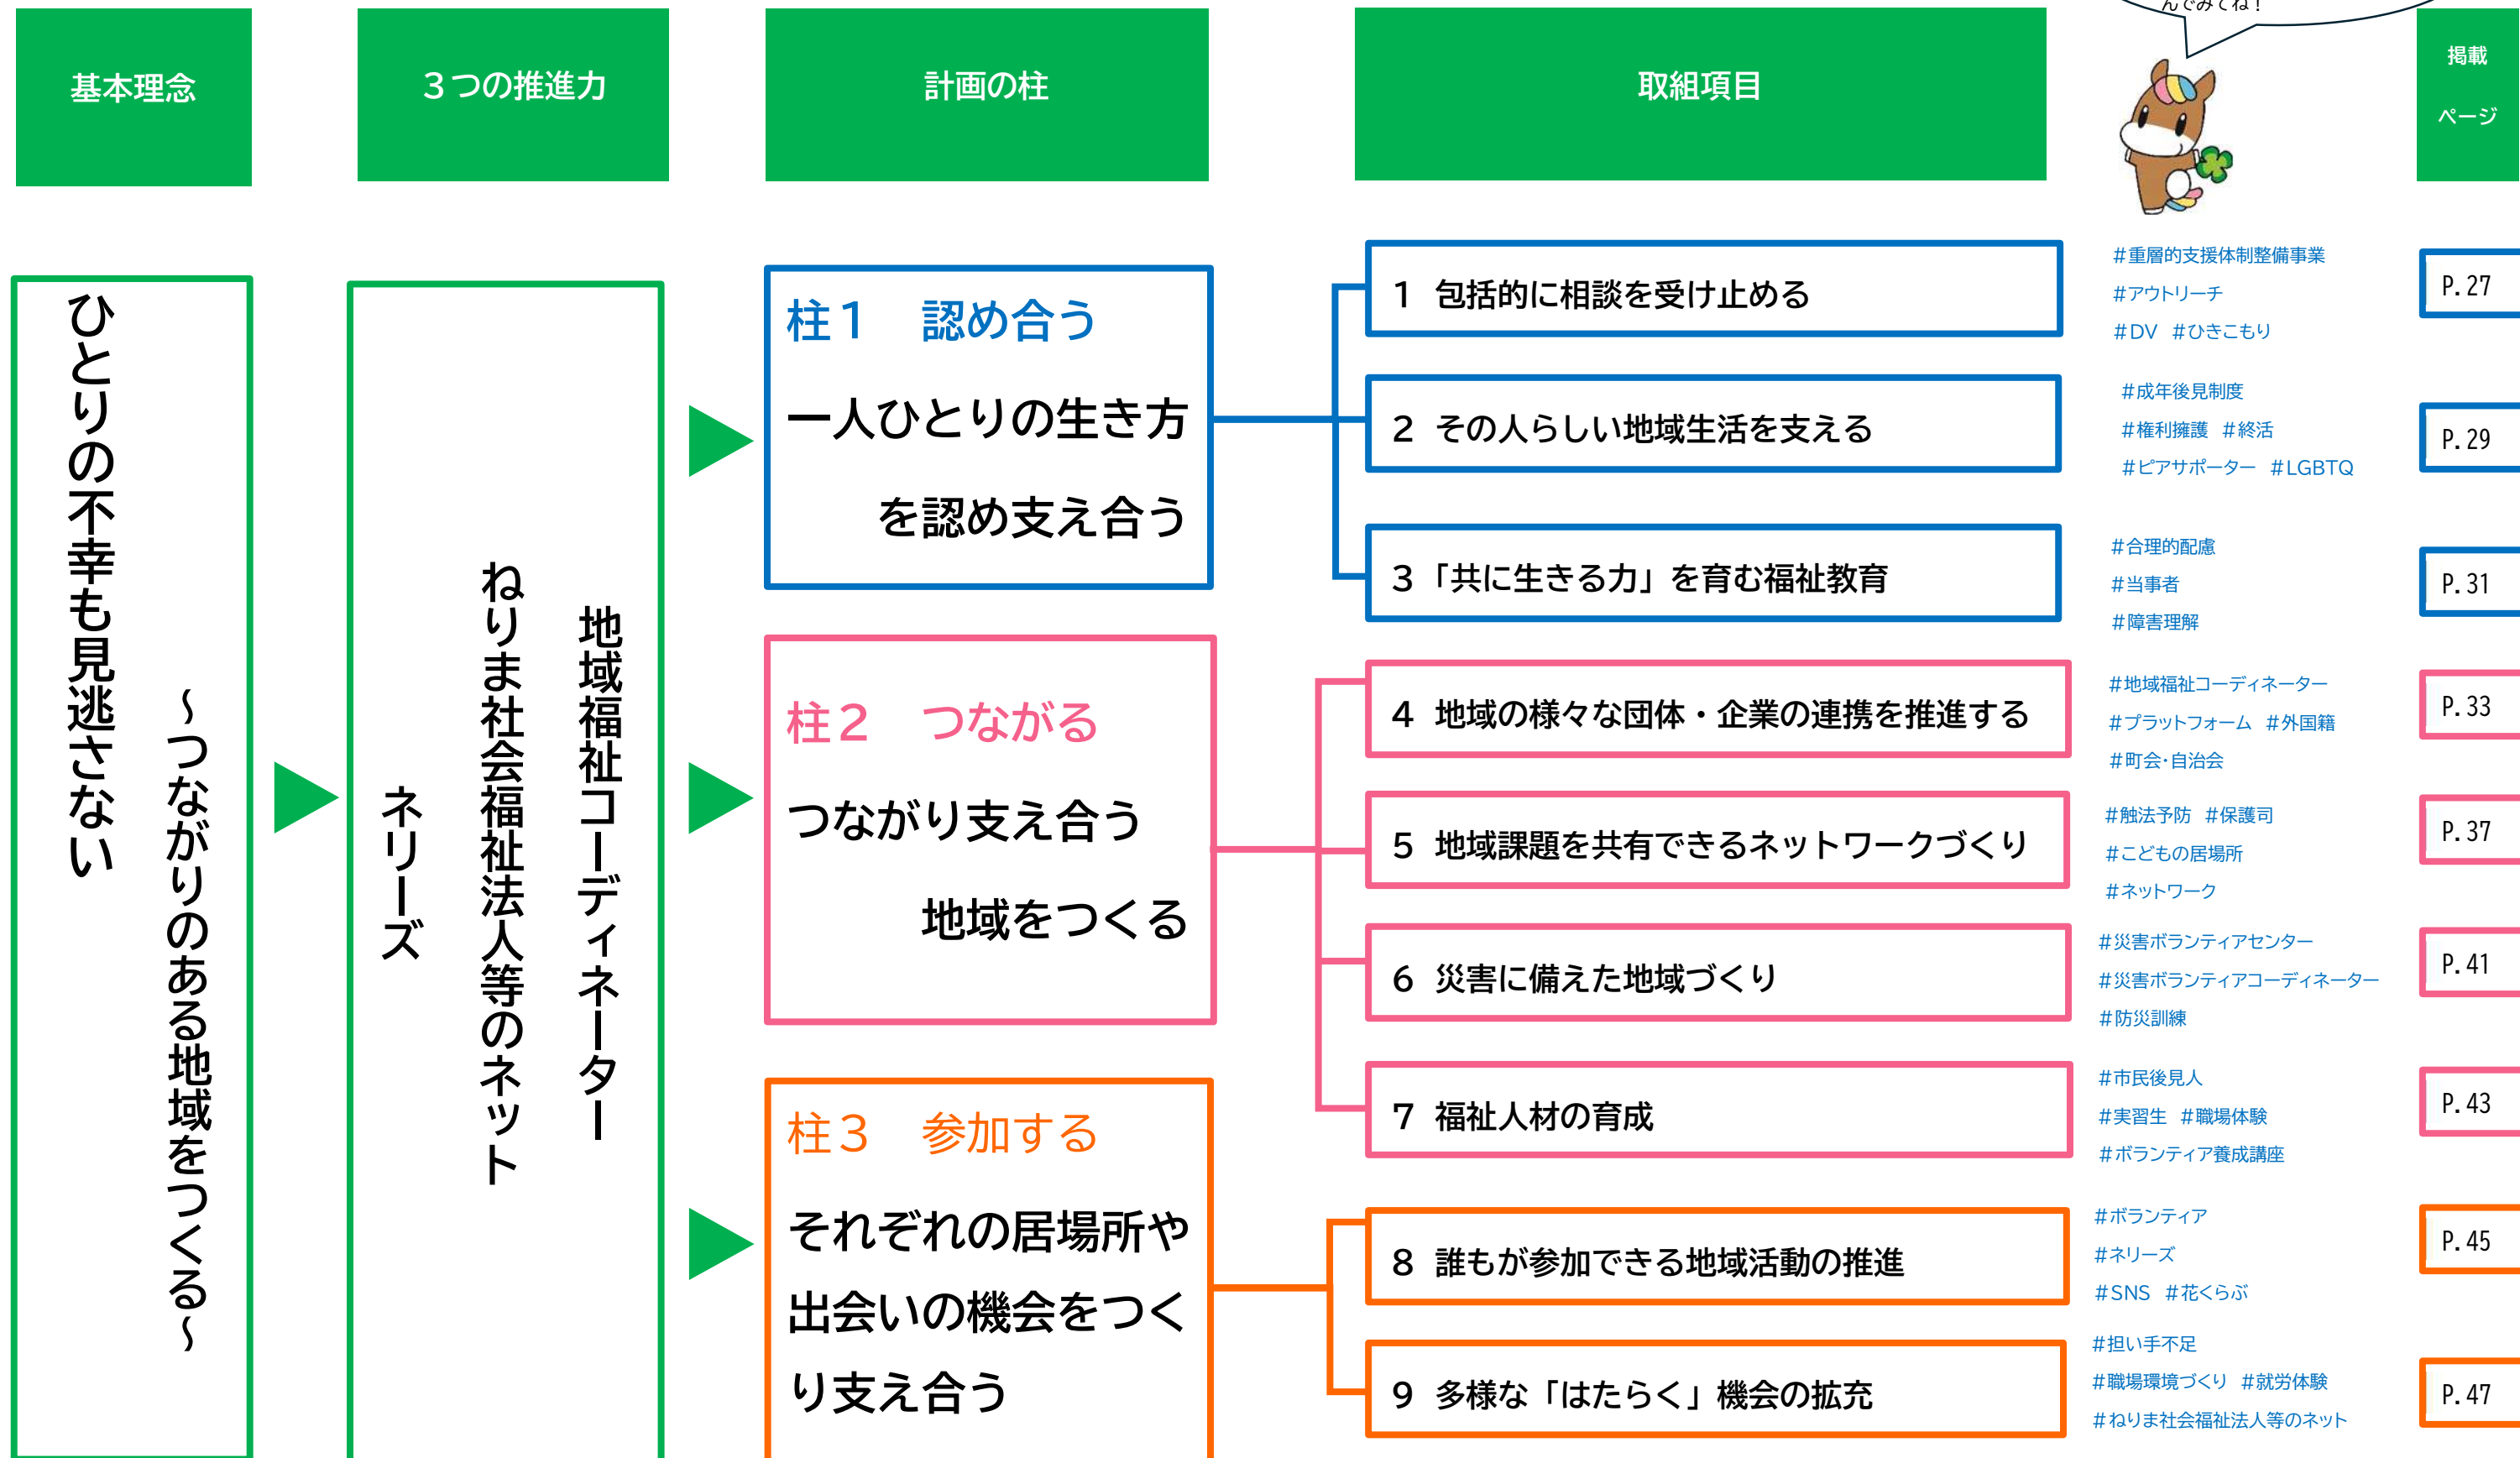 んでみてね！
基本理念
３つの推進力
計画の柱
取組項目
掲載
ページ
ひとりの不幸も見逃さない
～つながりのある地域をつくる～
地域福祉コーディネーター
ねりま社会福祉法人等のネット
ネリーズ
柱１　認め合う
一人ひとりの生き方
を認め支え合う
1 包括的に相談を受け止める
#重層的支援体制整備事業
#アウトリーチ
#DV #ひきこもり
P.27
2 その人らしい地域生活を支える
#成年後見制度
#権利擁護 #終活
#ピアサポーター #LGBTQ
P.29
3「共に生きる力」を育む福祉教育
#合理的配慮
#当事者
#障害理解
P.31
柱２　つながる
つながり支え合う
地域をつくる
4 地域の様々な団体・企業の連携を推進する
#地域福祉コーディネーター
#プラットフォーム #外国籍
#町会・自治会
P.33
5 地域課題を共有できるネットワークづくり
#触法予防 #保護司
#こどもの居場所
#ネットワーク
P.37
6 災害に備えた地域づくり
#災害ボランティアセンター
#災害ボランティアコーディネーター
#防災訓練
P.41
7 福祉人材の育成
#市民後見人
#実習生 #職場体験
#ボランティア養成講座
P.43
柱３　参加する
それぞれの居場所や
出会いの機会をつく
り支え合う
8 誰もが参加できる地域活動の推進
#ボランティア
#ネリーズ
#SNS #花くらぶ
P.45
9 多様な「はたらく」機会の拡充
#担い手不足
#職場環境づくり #就労体験
#ねりま社会福祉法人等のネット
P.47